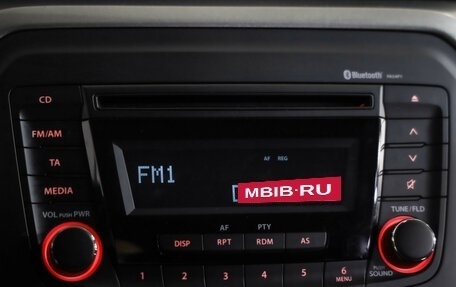 Bluetooth
CD
FM/AM
AF REG
TA
FM1
MBIB-RU
MEDIA
VOL PUSH PWR
TUNE/FLD
AF PTY
DISP RPT RDM AS
PUSH SOUND
1 2 3 4 5 6
MENU